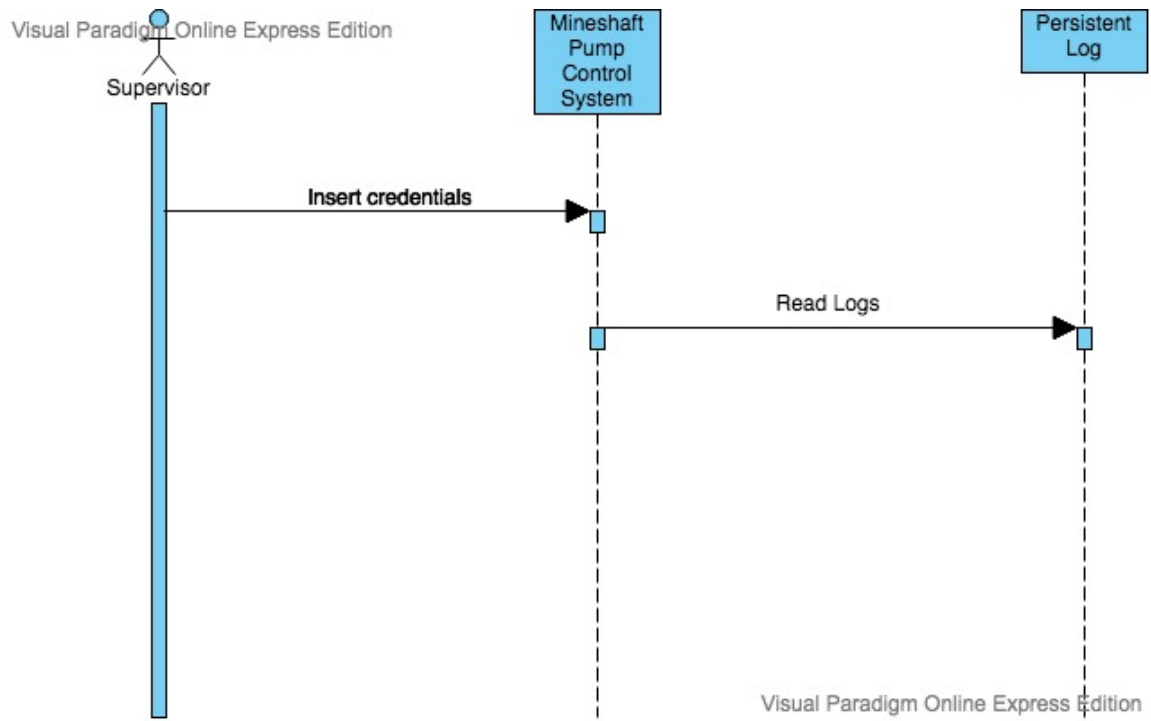 Visual Paradigm Online Express Edition
Supervisor
Mineshaft
Pump
Control
System
Persistent
Log
Insert credentials
Read Logs
Visual Paradigm Online Express Edition